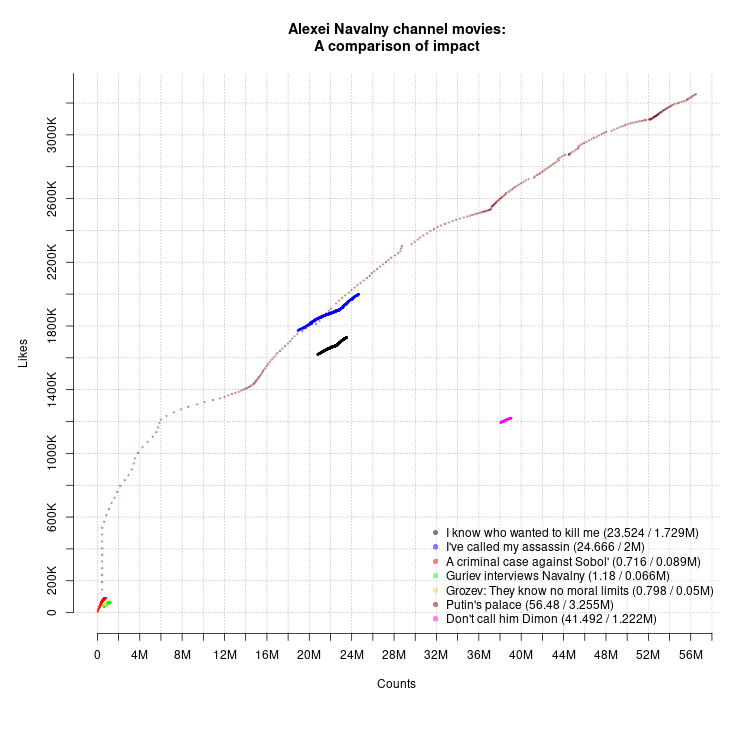 Alexei Navalny channel movies:
A comparison of impact
Likes
3000K
2600K
2200K
1800K
1400K
1000K
600K
200K
0
I know who wanted to kill me (23.524 / 1.729M)
I've called my assassin (24.666 / 2M)
A criminal case against Sobol' (0.716 / 0.089M)
Guriev interviews Navalny (1.18 / 0.066M)
Grozev: They know no moral limits (0.798 / 0.05M)
Putin's palace (56.48 / 3.255M)
Don't call him Dimon (41.492 / 1.222M)
0 4M 8M 12M 16M 20M 24M 28M 32M 36M 40M 44M 48M 52M 56M
Counts